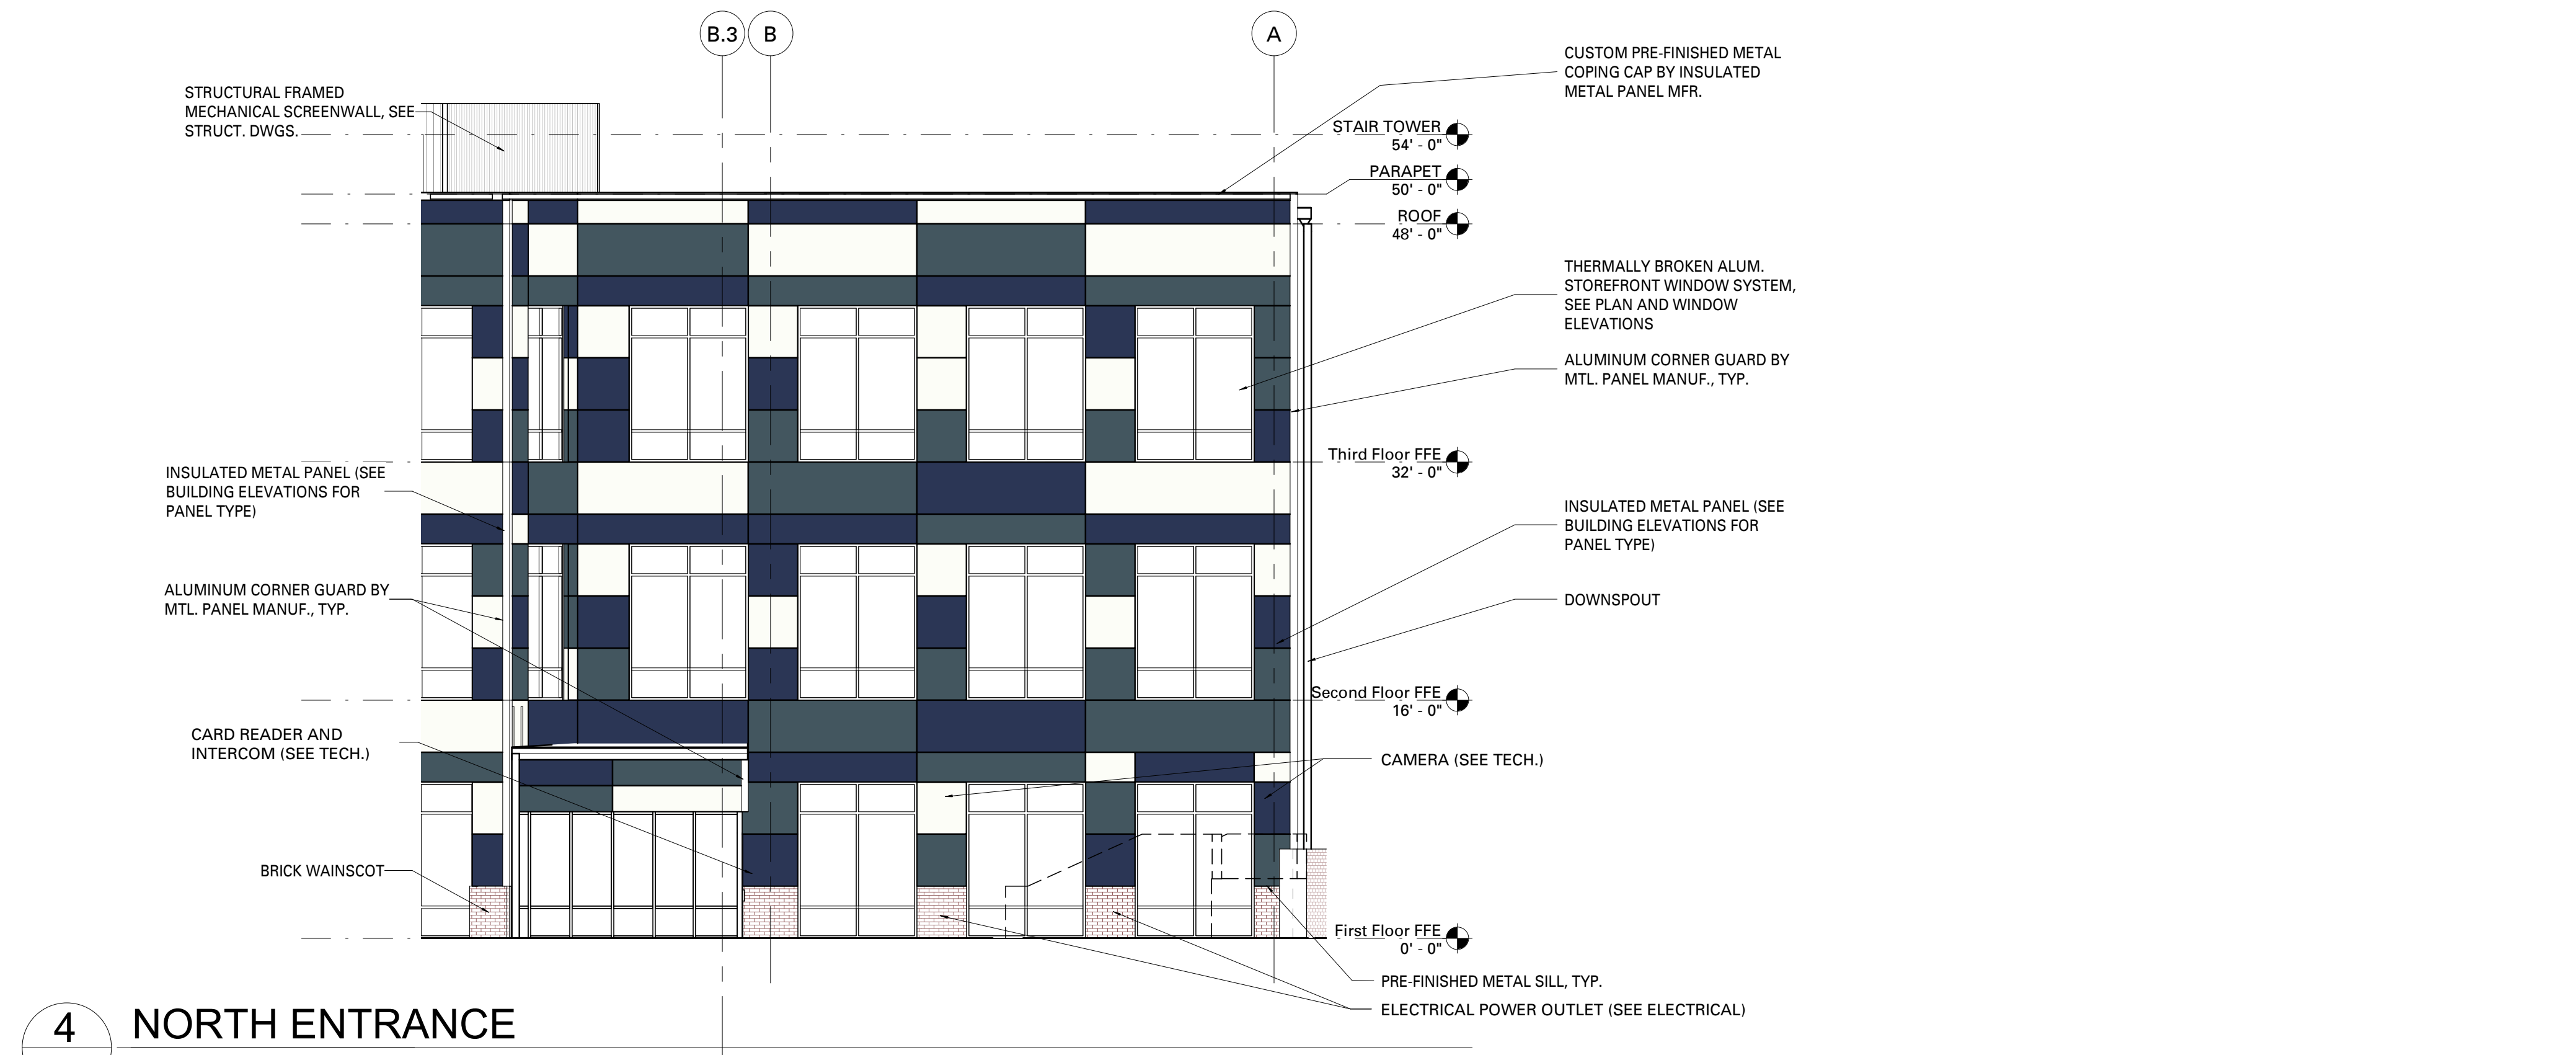 B.3
B
A
STRUCTURAL FRAMED
MECHANICAL SCREENWALL, SEE
STRUCT. DWGS.
CUSTOM PRE-FINISHED METAL
COPING CAP BY INSULATED
METAL PANEL MFR.
STAIR TOWER
54' - 0"
PARAPET
50' - 0"
ROOF
48' - 0"
THERMALLY BROKEN ALUM.
STOREFRONT WINDOW SYSTEM,
SEE PLAN AND WINDOW
ELEVATIONS
ALUMINUM CORNER GUARD BY
MTL. PANEL MANUF., TYP.
Third Floor FFE
32' - 0"
INSULATED METAL PANEL (SEE
BUILDING ELEVATIONS FOR
PANEL TYPE)
INSULATED METAL PANEL (SEE
BUILDING ELEVATIONS FOR
PANEL TYPE)
ALUMINUM CORNER GUARD BY
MTL. PANEL MANUF., TYP.
DOWNSPOUT
Second Floor FFE
16' - 0"
CARD READER AND
INTERCOM (SEE TECH.)
CAMERA (SEE TECH.)
BRICK WAINSCOT
First Floor FFE
0' - 0"
PRE-FINISHED METAL SILL, TYP.
ELECTRICAL POWER OUTLET (SEE ELECTRICAL)
4
NORTH ENTRANCE